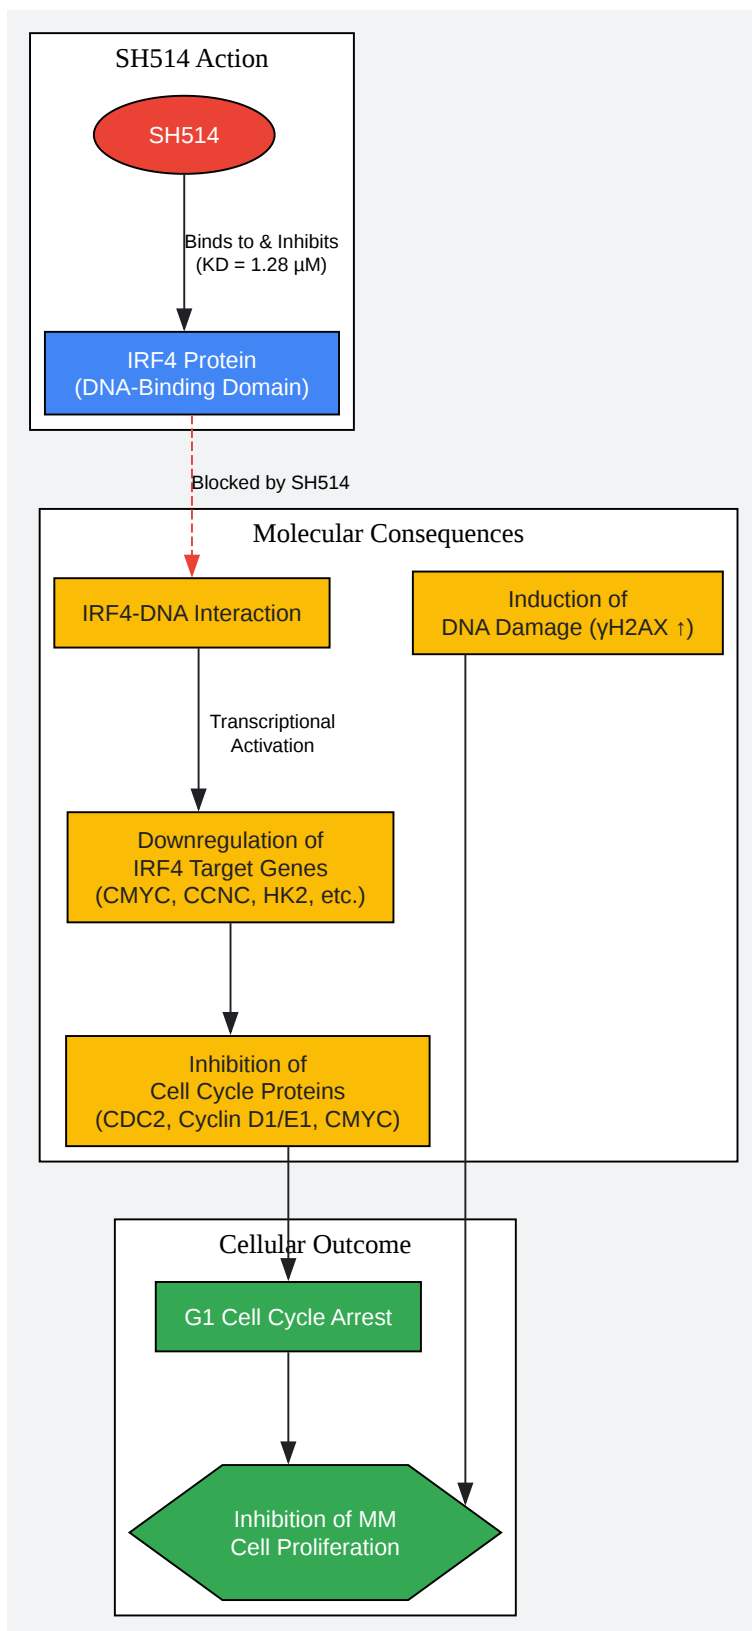 SH514 Action
SH514
Binds to & Inhibits
(KD = 1.28 µM)
IRF4 Protein
(DNA-Binding Domain)
Blocked by SH514
Molecular Consequences
IRF4-DNA Interaction
Induction of
DNA Damage (γH2AX ↑)
Transcriptional
Activation
Downregulation of
IRF4 Target Genes
(CMYC, CCNC, HK2, etc.)
Inhibition of
Cell Cycle Proteins
(CDC2, Cyclin D1/E1, CMYC)
Cellular Outcome
G1 Cell Cycle Arrest
Inhibition of MM
Cell Proliferation